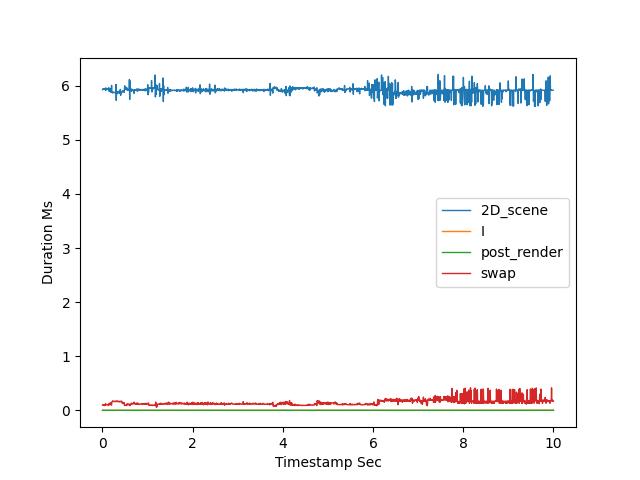 6
5
4
3
2
1
0
Duration Ms
2D_scene
I
post_render
swap
0
2
4
6
8
10
Timestamp Sec